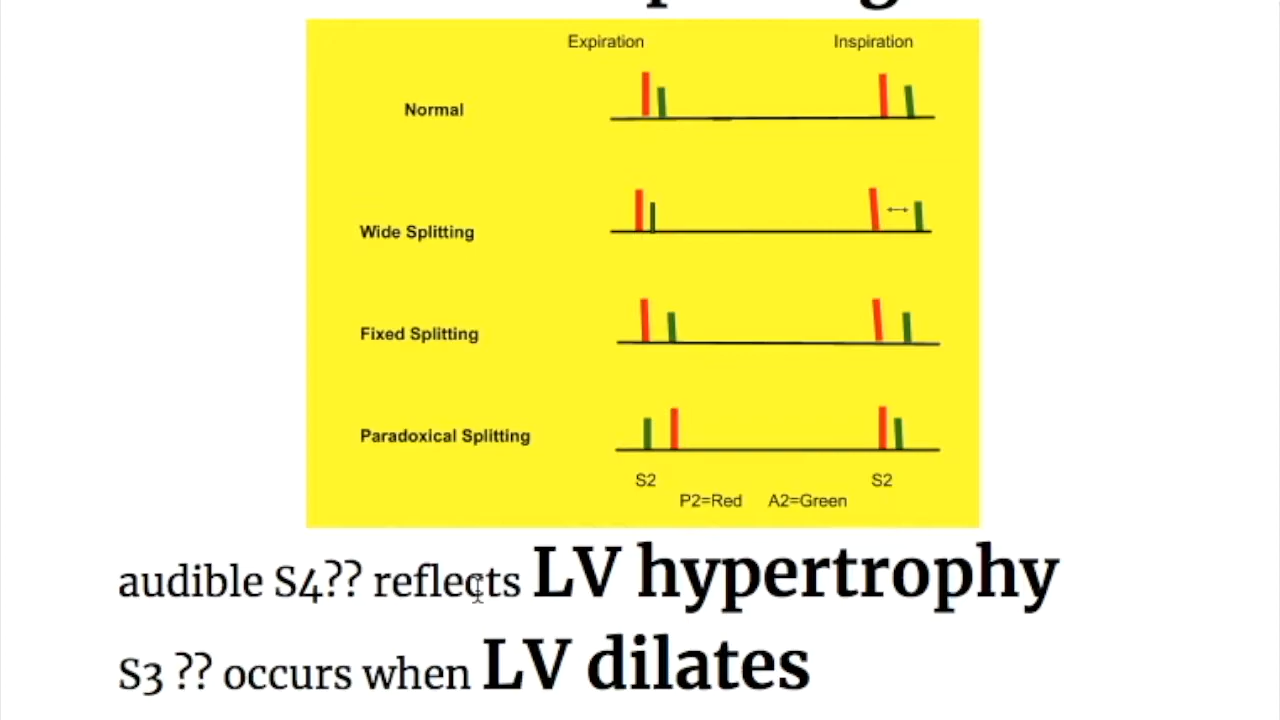 Expiration Inspiration
Normal
Wide Splitting
Fixed Splitting
Paradoxical Splitting
S2 S2
P2=Red A2=Green
audible S4?? reflects LV hypertrophy
S3 ?? occurs when LV dilates